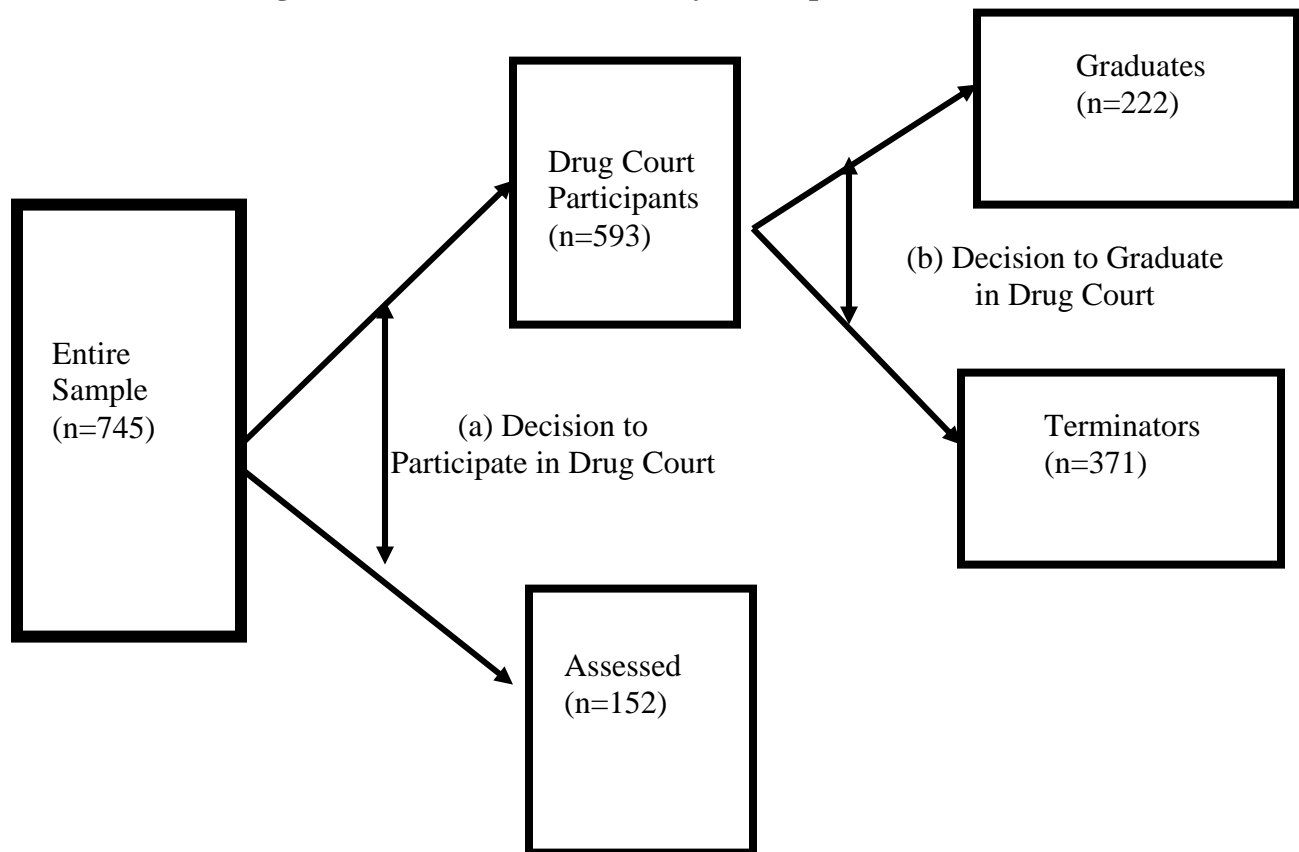 Entire
Sample
(n=745)
(a) Decision to
Participate in Drug Court
Drug Court
Participants
(n=593)
Assessed
(n=152)
(b) Decision to Graduate
in Drug Court
Graduates
(n=222)
Terminators
(n=371)